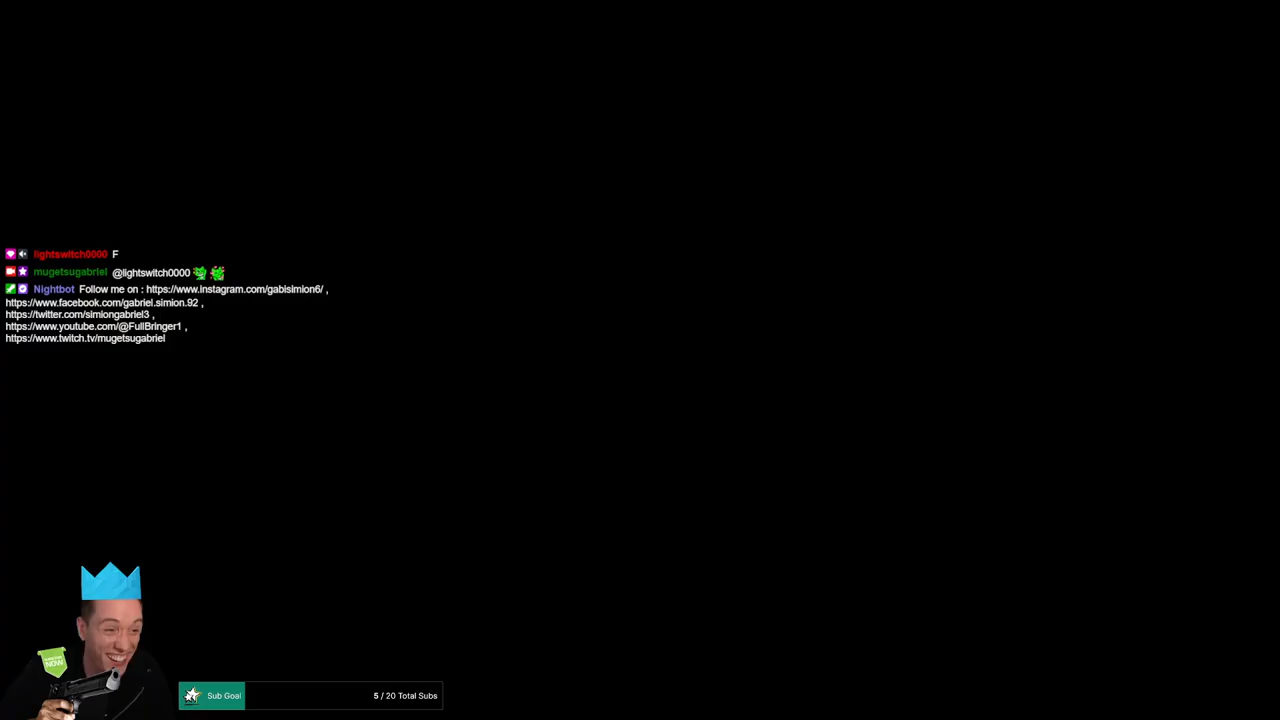 lightswitch0000 F
mugetsugabriel @lightswitch0000
Nightbot Follow me on : https://www.instagram.com/gabisimion6/ ,
https://www.facebook.com/gabriel.simion.92 ,
https://twitter.com/simiongabriel3 ,
https://www.youtube.com/@FullBringer1 ,
https://www.twitch.tv/mugetsugabriel
NOW
Sub Goal 5 / 20 Total Subs